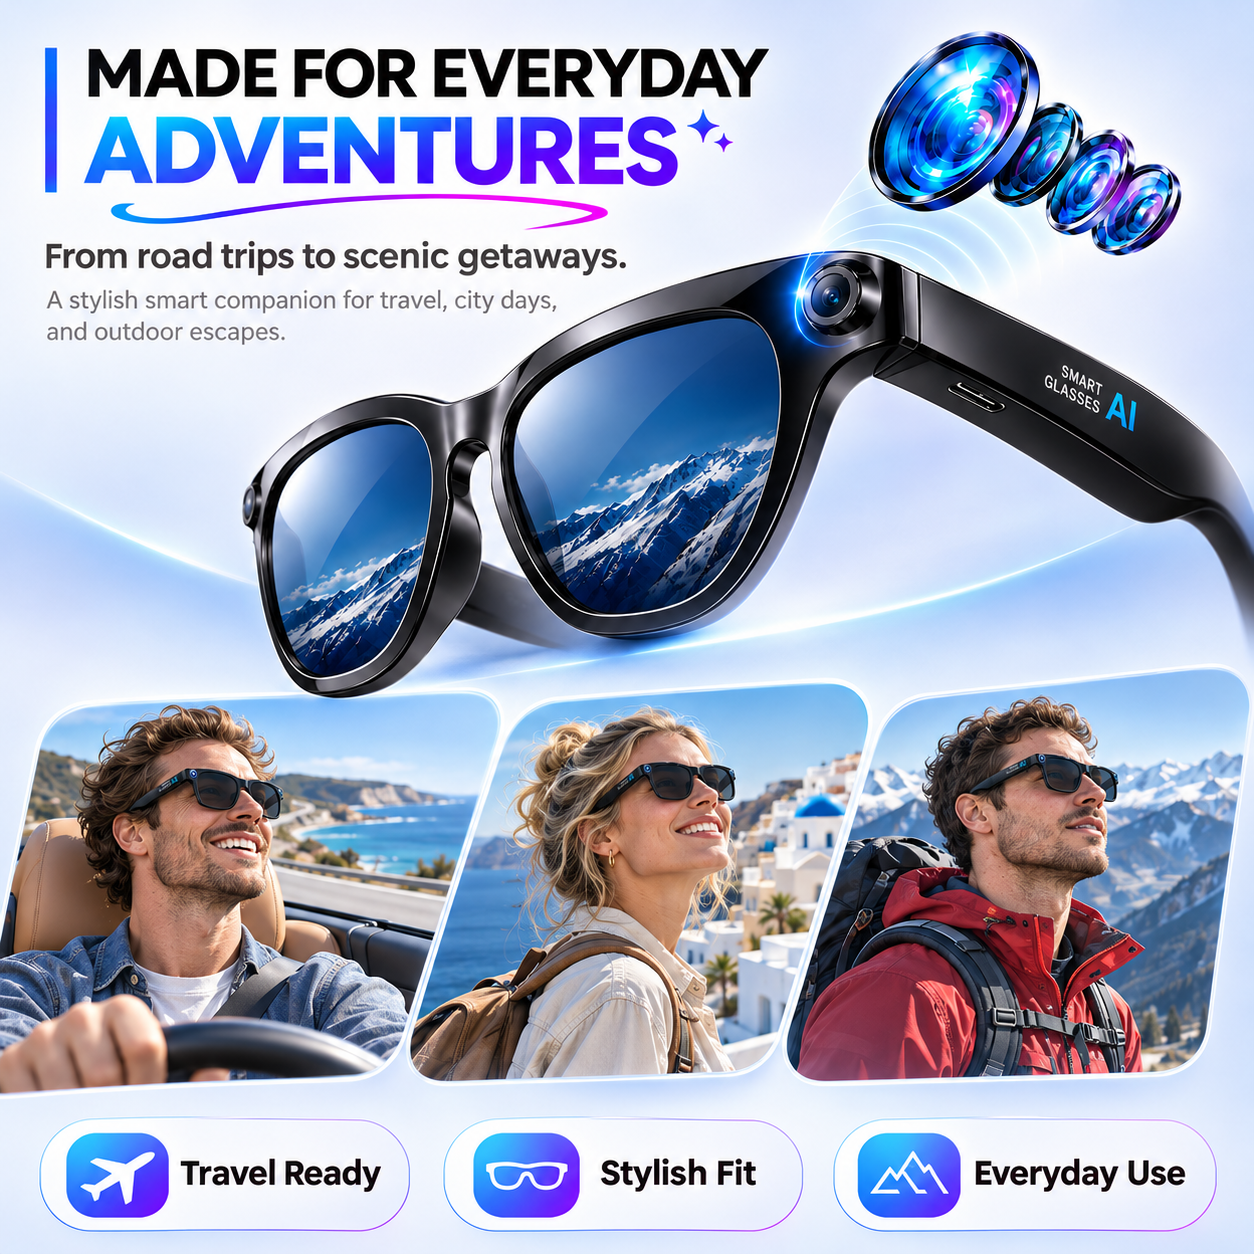 MADE FOR EVERYDAY
ADVENTURES
From road trips to scenic getaways.
A stylish smart companion for travel, city days,
and outdoor escapes.
SMART
GLASSES AI
Travel Ready
Stylish Fit
Everyday Use